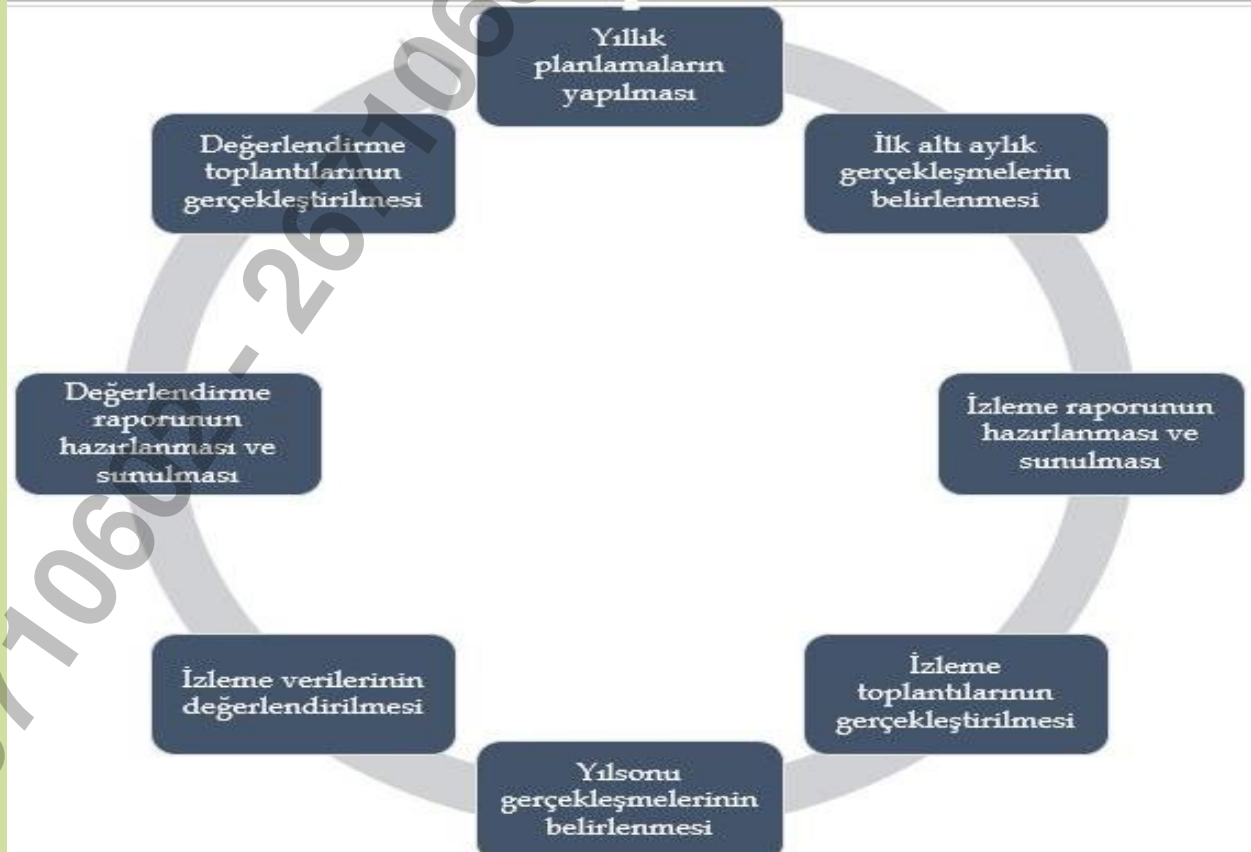 Yıllık
planlamaların
yapılması
İlk altı aylık
gerçekleşmelerin
belirlenmesi
İzleme raporunun
hazırlanması ve
sunulması
İzleme
toplantılarının
gerçekleştirilmesi
Yılsonu
gerçekleşmelerinin
belirlenmesi
İzleme verilerinin
değerlendirilmesi
Değerlendirme
raporunun
hazırlanması ve
sunulması
Değerlendirme
toplantılarının
gerçekleştirilmesi